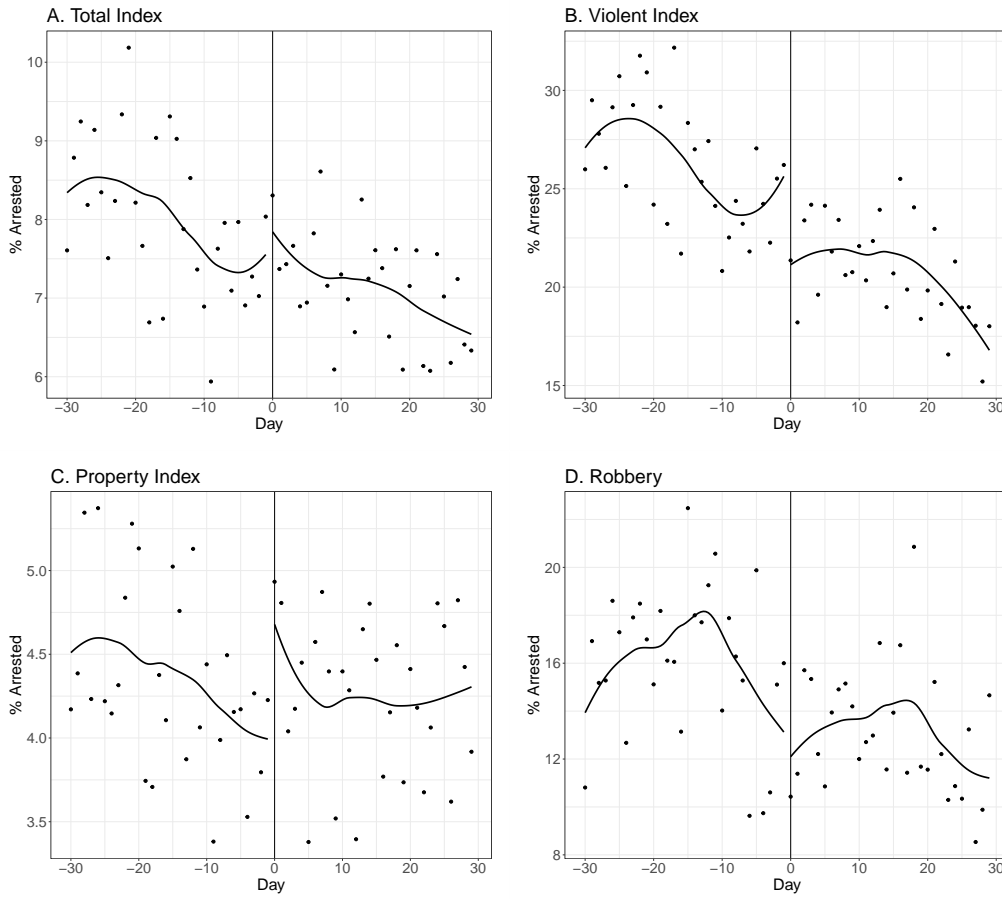 A. Total Index
% Arrested
10
9
8
7
6
−30 −20 −10 0 10 20 30
Day
B. Violent Index
% Arrested
30
25
20
15
−30 −20 −10 0 10 20 30
Day
C. Property Index
% Arrested
5.0
4.5
4.0
3.5
−30 −20 −10 0 10 20 30
Day
D. Robbery
% Arrested
20
16
12
8
−30 −20 −10 0 10 20 30
Day